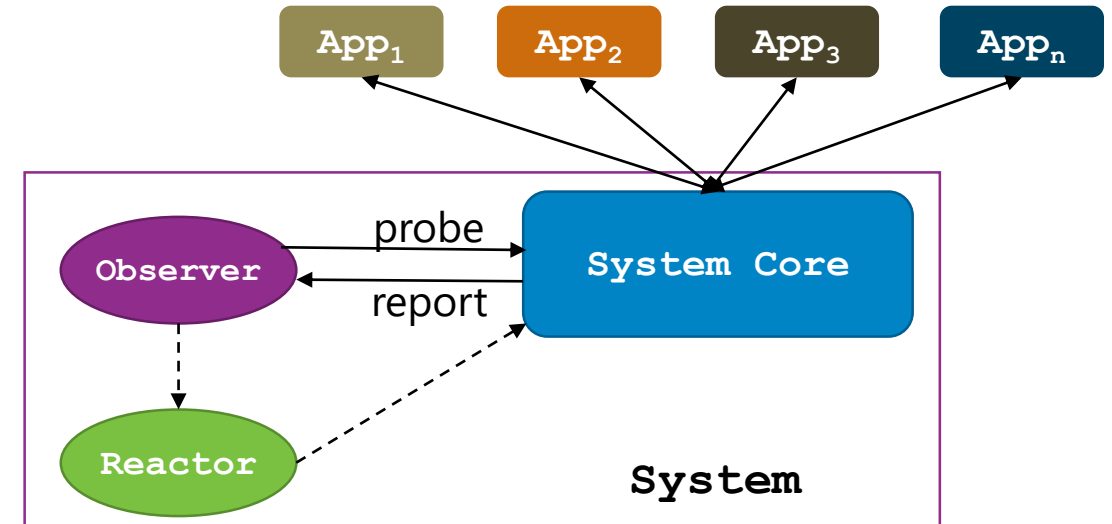 App₁ App₂ App₃ Appₙ
probe
Observer
System Core
report
Reactor
System